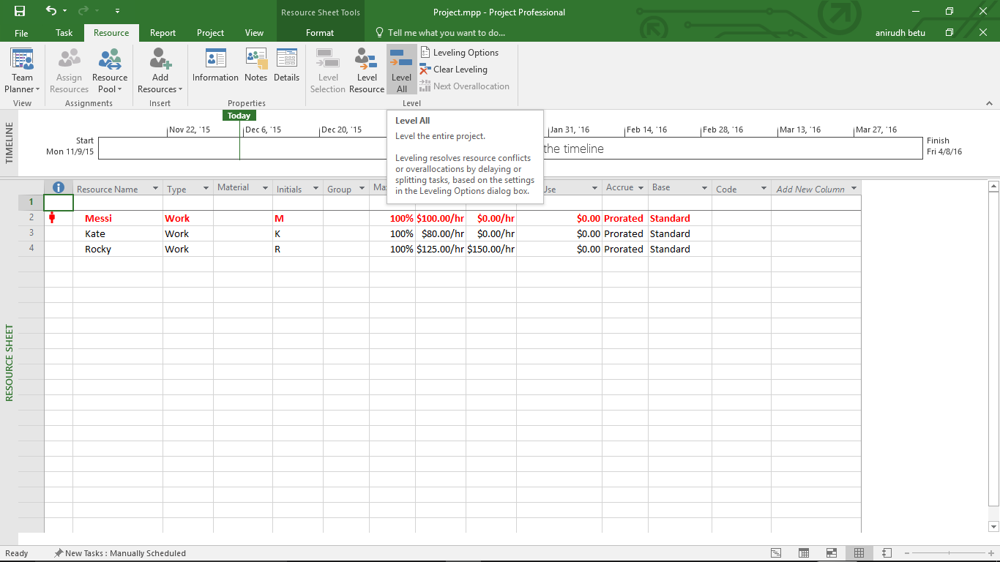 Resource Sheet Tools
Project.mpp - Project Professional
File Task Resource Report Project View Format Tell me what you want to do... anirudh betu
Team Planner
Assign Resources
Resource Pool
Add Resources
Information
Notes
Details
Level Selection
Level Resource
Level All
Leveling Options
Clear Leveling
Next Overallocation
View Assignments Insert Properties Level
TIMELINE
Today
Nov 22, '15 Dec 6, '15 Dec 20, '15 Jan 31, '16 Feb 14, '16 Feb 28, '16 Mar 13, '16 Mar 27, '16
Start
Mon 11/9/15
the timeline
Finish
Fri 4/8/16
Level All
Level the entire project.
Leveling resolves resource conflicts
or overallocations by delaying or
splitting tasks, based on the settings
in the Leveling Options dialog box.
Resource Name Type Material Initials Group Use Accrue Base Code Add New Column
1
2 Messi Work M 100% $100.00/hr $0.00/hr $0.00 Prorated Standard
3 Kate Work K 100% $80.00/hr $0.00/hr $0.00 Prorated Standard
4 Rocky Work R 100% $125.00/hr $150.00/hr $0.00 Prorated Standard
RESOURCE SHEET
Ready New Tasks : Manually Scheduled